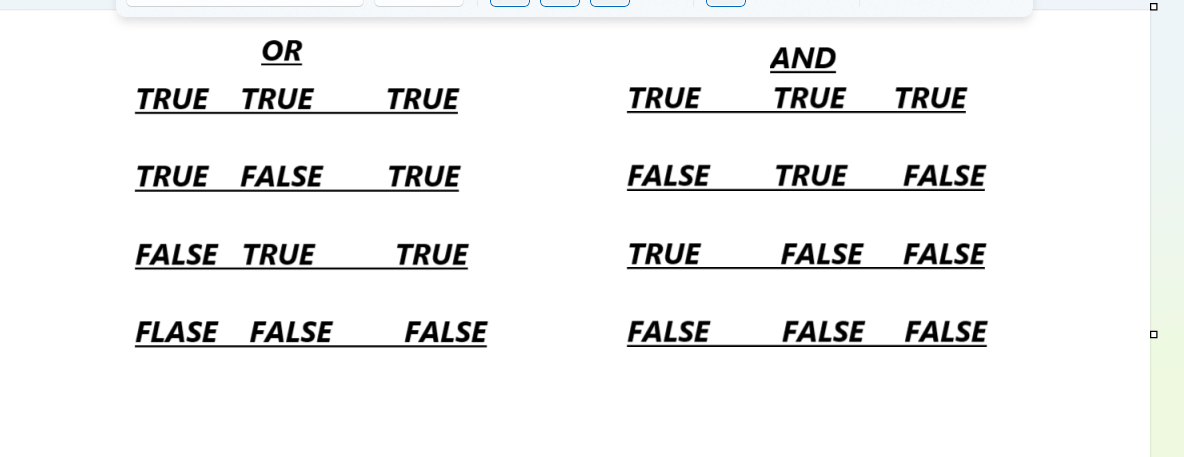 OR
TRUE TRUE TRUE
TRUE FALSE TRUE
FALSE TRUE TRUE
FLASE FALSE FALSE
AND
TRUE TRUE TRUE
FALSE TRUE FALSE
TRUE FALSE FALSE
FALSE FALSE FALSE